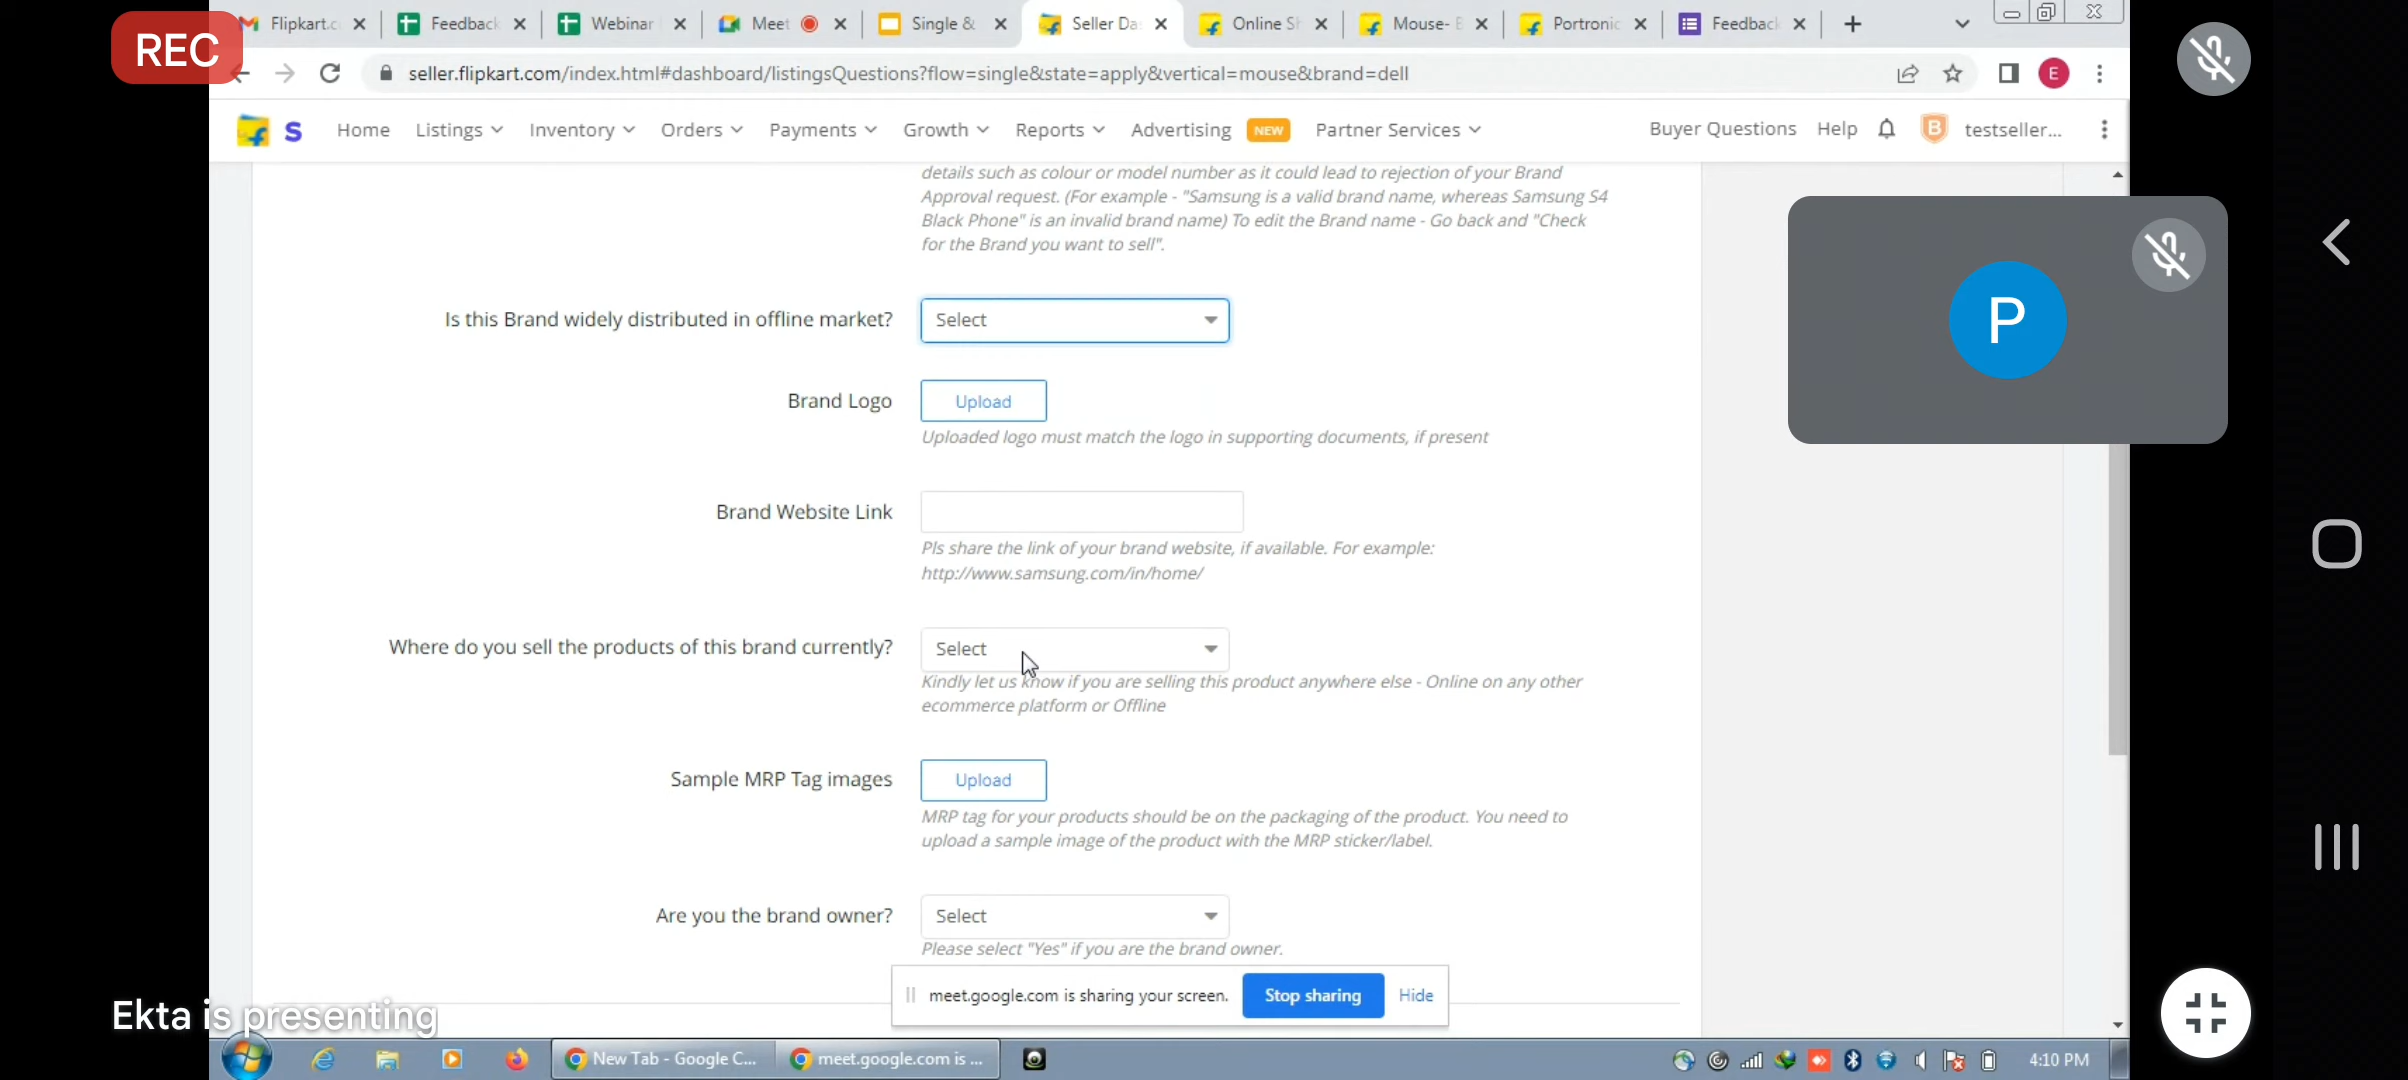 REC
Flipkart.c
Feedback
Webinar
Meet
Single &
Seller Da
Online Sh
Mouse- B
Portronic
Feedback
seller.flipkart.com/index.html#dashboard/listingsQuestions?flow=single&state=apply&vertical=mouse&brand=dell
E
S
Home
Listings
Inventory
Orders
Payments
Growth
Reports
Advertising
NEW
Partner Services
Buyer Questions
Help
B
testseller...
details such as colour or model number as it could lead to rejection of your Brand
Approval request. (For example - "Samsung is a valid brand name, whereas Samsung S4
Black Phone" is an invalid brand name) To edit the Brand name - Go back and "Check
for the Brand you want to sell".
P
Is this Brand widely distributed in offline market?
Select
Brand Logo
Upload
Uploaded logo must match the logo in supporting documents, if present
Brand Website Link
Pls share the link of your brand website, if available. For example:
http://www.samsung.com/in/home/
Where do you sell the products of this brand currently?
Select
Kindly let us know if you are selling this product anywhere else - Online on any other
ecommerce platform or Offline
Sample MRP Tag images
Upload
MRP tag for your products should be on the packaging of the product. You need to
upload a sample image of the product with the MRP sticker/label.
Are you the brand owner?
Select
Please select "Yes" if you are the brand owner.
meet.google.com is sharing your screen.
Stop sharing
Hide
Ekta is presenting
New Tab - Google C...
meet.google.com is ...
4:10 PM